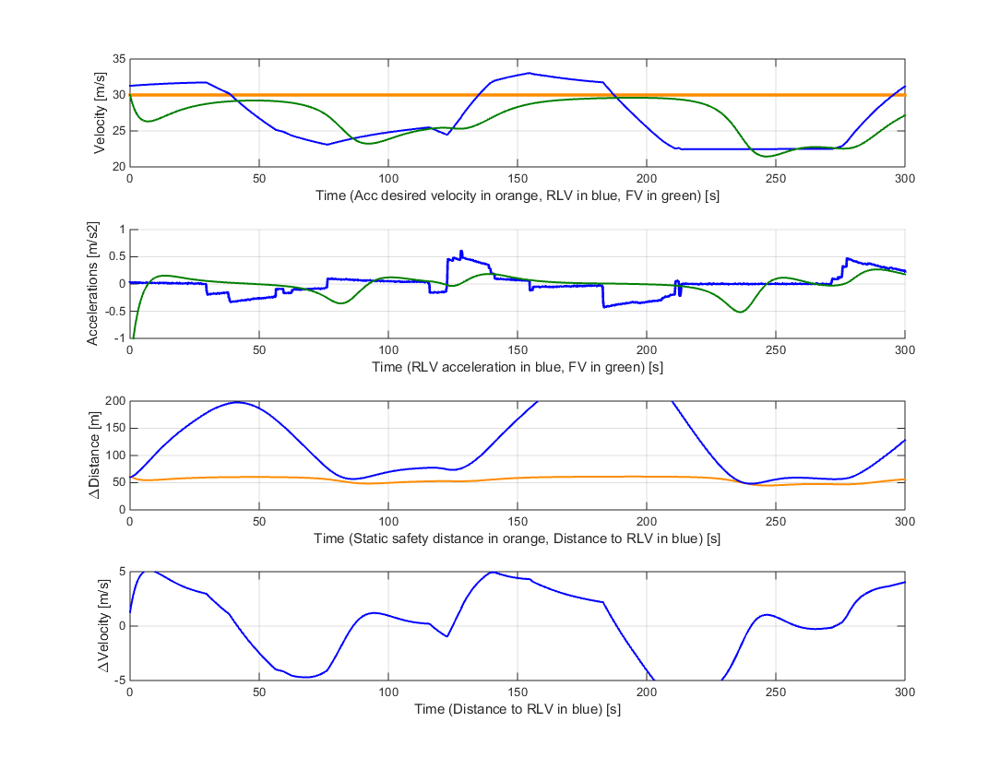 35
30
25
20
Velocity [m/s]
0 50 100 150 200 250 300
Time (Acc desired velocity in orange, RLV in blue, FV in green) [s]
1
0.5
0
-0.5
-1
Accelerations [m/s2]
0 50 100 150 200 250 300
Time (RLV acceleration in blue, FV in green) [s]
200
150
100
50
0
ΔDistance [m]
0 50 100 150 200 250 300
Time (Static safety distance in orange, Distance to RLV in blue) [s]
5
0
-5
ΔVelocity [m/s]
0 50 100 150 200 250 300
Time (Distance to RLV in blue) [s]